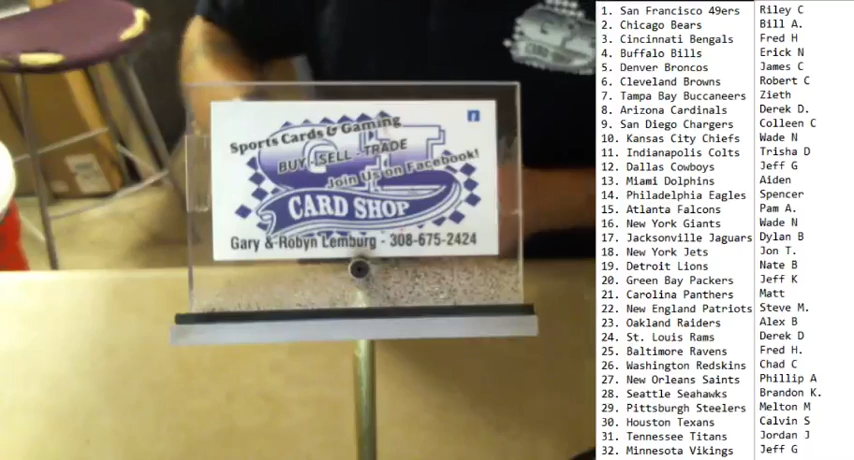 Sports Cards & Gaming
BUY - SELL - TRADE
Join Us on Facebook!
CARD SHOP
Gary & Robyn Lemburg - 308-675-2424
CARD SHOP
1. San Francisco 49ers Riley C
2. Chicago Bears Bill A.
3. Cincinnati Bengals Fred H
4. Buffalo Bills Erick N
5. Denver Broncos James C
6. Cleveland Browns Robert C
7. Tampa Bay Buccaneers Zieth
8. Arizona Cardinals Derek D.
9. San Diego Chargers Colleen C
10. Kansas City Chiefs Wade N
11. Indianapolis Colts Trisha D
12. Dallas Cowboys Jeff G
13. Miami Dolphins Aiden
14. Philadelphia Eagles Spencer
15. Atlanta Falcons Pam A.
16. New York Giants Wade N
17. Jacksonville Jaguars Dylan B
18. New York Jets Jon T.
19. Detroit Lions Nate B
20. Green Bay Packers Jeff K
21. Carolina Panthers Matt
22. New England Patriots Steve M.
23. Oakland Raiders Alex B
24. St. Louis Rams Derek D
25. Baltimore Ravens Fred H.
26. Washington Redskins Chad C
27. New Orleans Saints Phillip A
28. Seattle Seahawks Brandon K.
29. Pittsburgh Steelers Melton M
30. Houston Texans Calvin S
31. Tennessee Titans Jordan J
32. Minnesota Vikings Jeff G